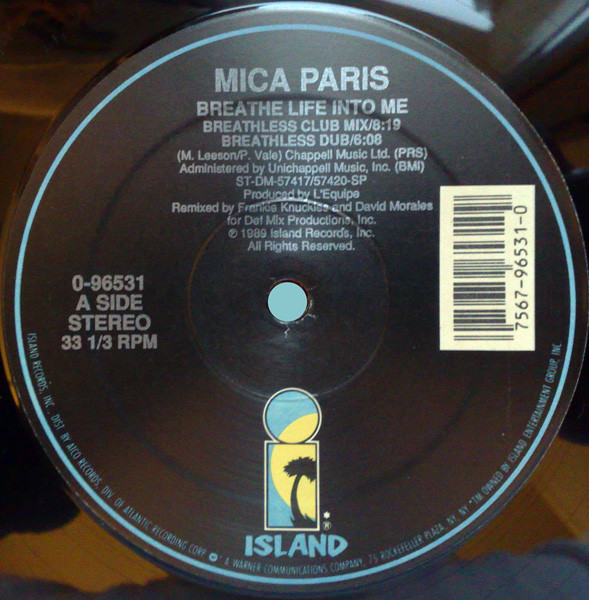 MICA PARIS
BREATHE LIFE INTO ME
BREATHLESS CLUB MIX/8:19
BREATHLESS DUB/6:08
(M. Leeson/P. Vale) Chappell Music Ltd. (PRS)
Administered by Unichappell Music, Inc. (BMI)
ST-DM-57417/57420-SP
Produced by L'Equipe
Remixed by Frankie Knuckles and David Morales
for Def Mix Productions, Inc.
℗ 1989 Island Records, Inc.
All Rights Reserved.
0-96531
A SIDE
STEREO
33 1/3 RPM
7567-96531-0
i
ISLAND
®
ISLAND RECORDS, INC., DIST. BY ATCO RECORDS, DIV. OF ATLANTIC RECORDING CORP. • A WARNER COMMUNICATIONS COMPANY, 75 ROCKEFELLER PLAZA, NY, NY *TM OWNED BY ISLAND ENTERTAINMENT GROUP, INC.